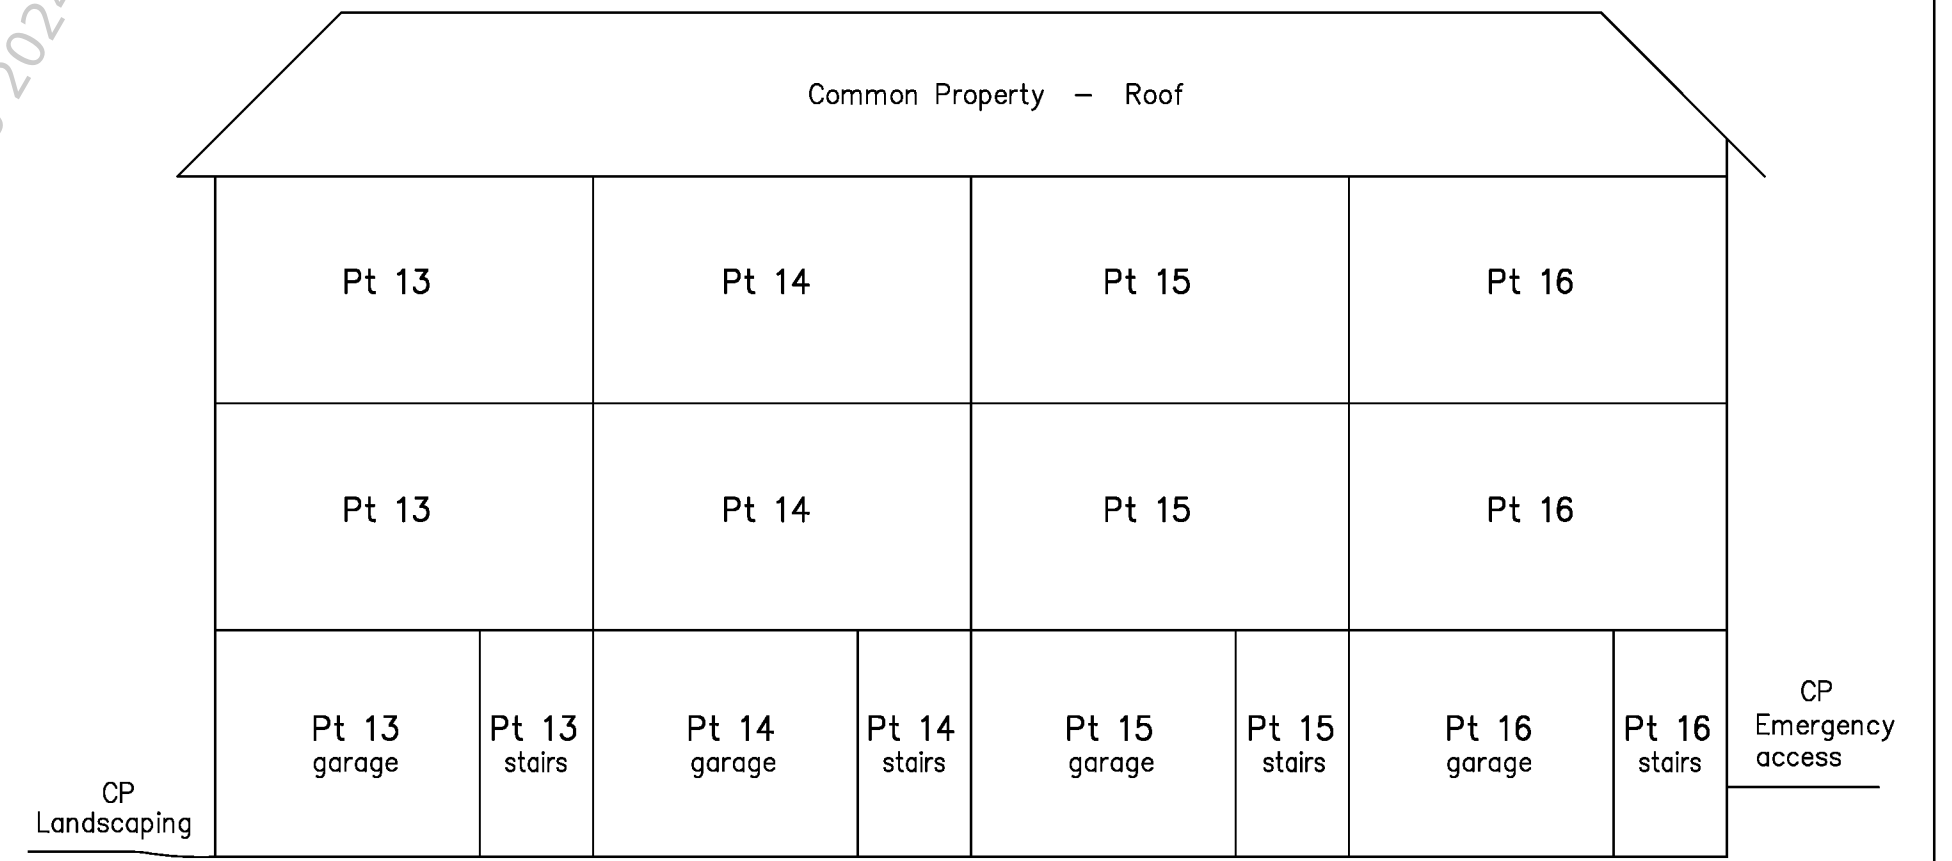 2024
Common Property - Roof
Pt 13
Pt 14
Pt 15
Pt 16
Pt 13
Pt 14
Pt 15
Pt 16
Pt 13
garage
Pt 13
stairs
Pt 14
garage
Pt 14
stairs
Pt 15
garage
Pt 15
stairs
Pt 16
garage
Pt 16
stairs
CP
Emergency
access
CP
Landscaping